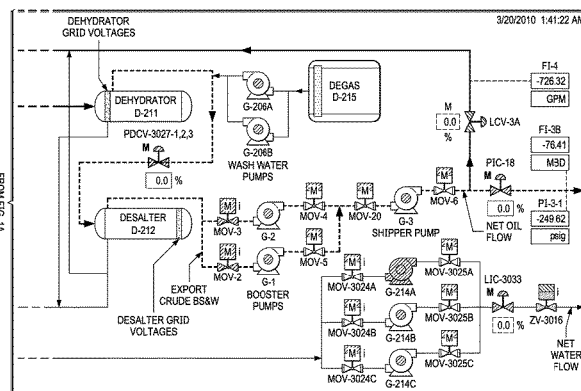 3/20/2010 1:41:22 AM
DEHYDRATOR
GRID VOLTAGES
DEHYDRATOR
D-211
PDCV-3027-1,2,3
M
0.0 %
G-206A
G-206B
WASH WATER
PUMPS
DEGAS
D-215
M
0.0
%
LCV-3A
FI-4
-726.32
GPM
FI-3B
-76.41
MBD
PI-3-1
-249.62
psig
PIC-18
M
0.0 %
NET OIL
FLOW
FROM FIG. 1A
DESALTER
D-212
M i
MOV-3
G-2
M i
MOV-4
M i
MOV-20
G-3
SHIPPER PUMP
M i
MOV-6
M i
MOV-2
G-1
BOOSTER
PUMPS
M i
MOV-5
EXPORT
CRUDE BS&W
DESALTER GRID
VOLTAGES
M i
MOV-3024A
G-214A
M i
MOV-3025A
M i
MOV-3024B
G-214B
M i
MOV-3025B
M i
MOV-3024C
G-214C
M i
MOV-3025C
LIC-3033
M
0.0 %
i
ZV-3016
NET
WATER
FLOW